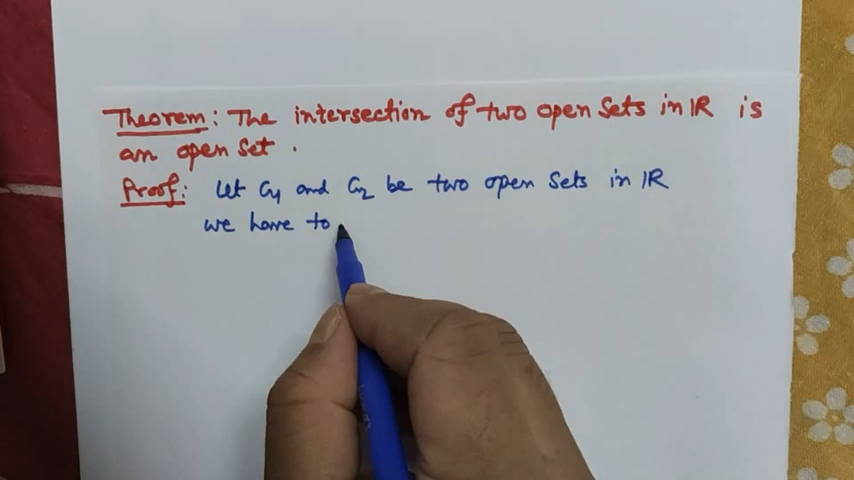 Theorem: The intersection of two open sets in IR is
an open set.
Proof: Let G1 and G2 be two open sets in IR
we have to